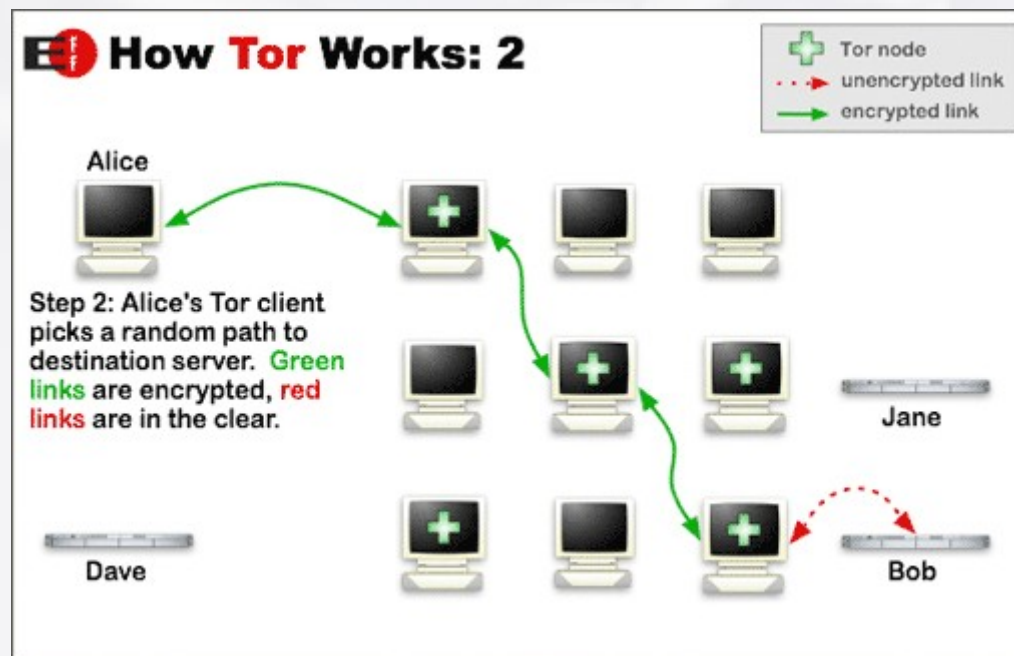 EFF How Tor Works: 2
Tor node
unencrypted link
encrypted link
Alice
Step 2: Alice's Tor client
picks a random path to
destination server. Green
links are encrypted, red
links are in the clear.
Jane
Dave
Bob